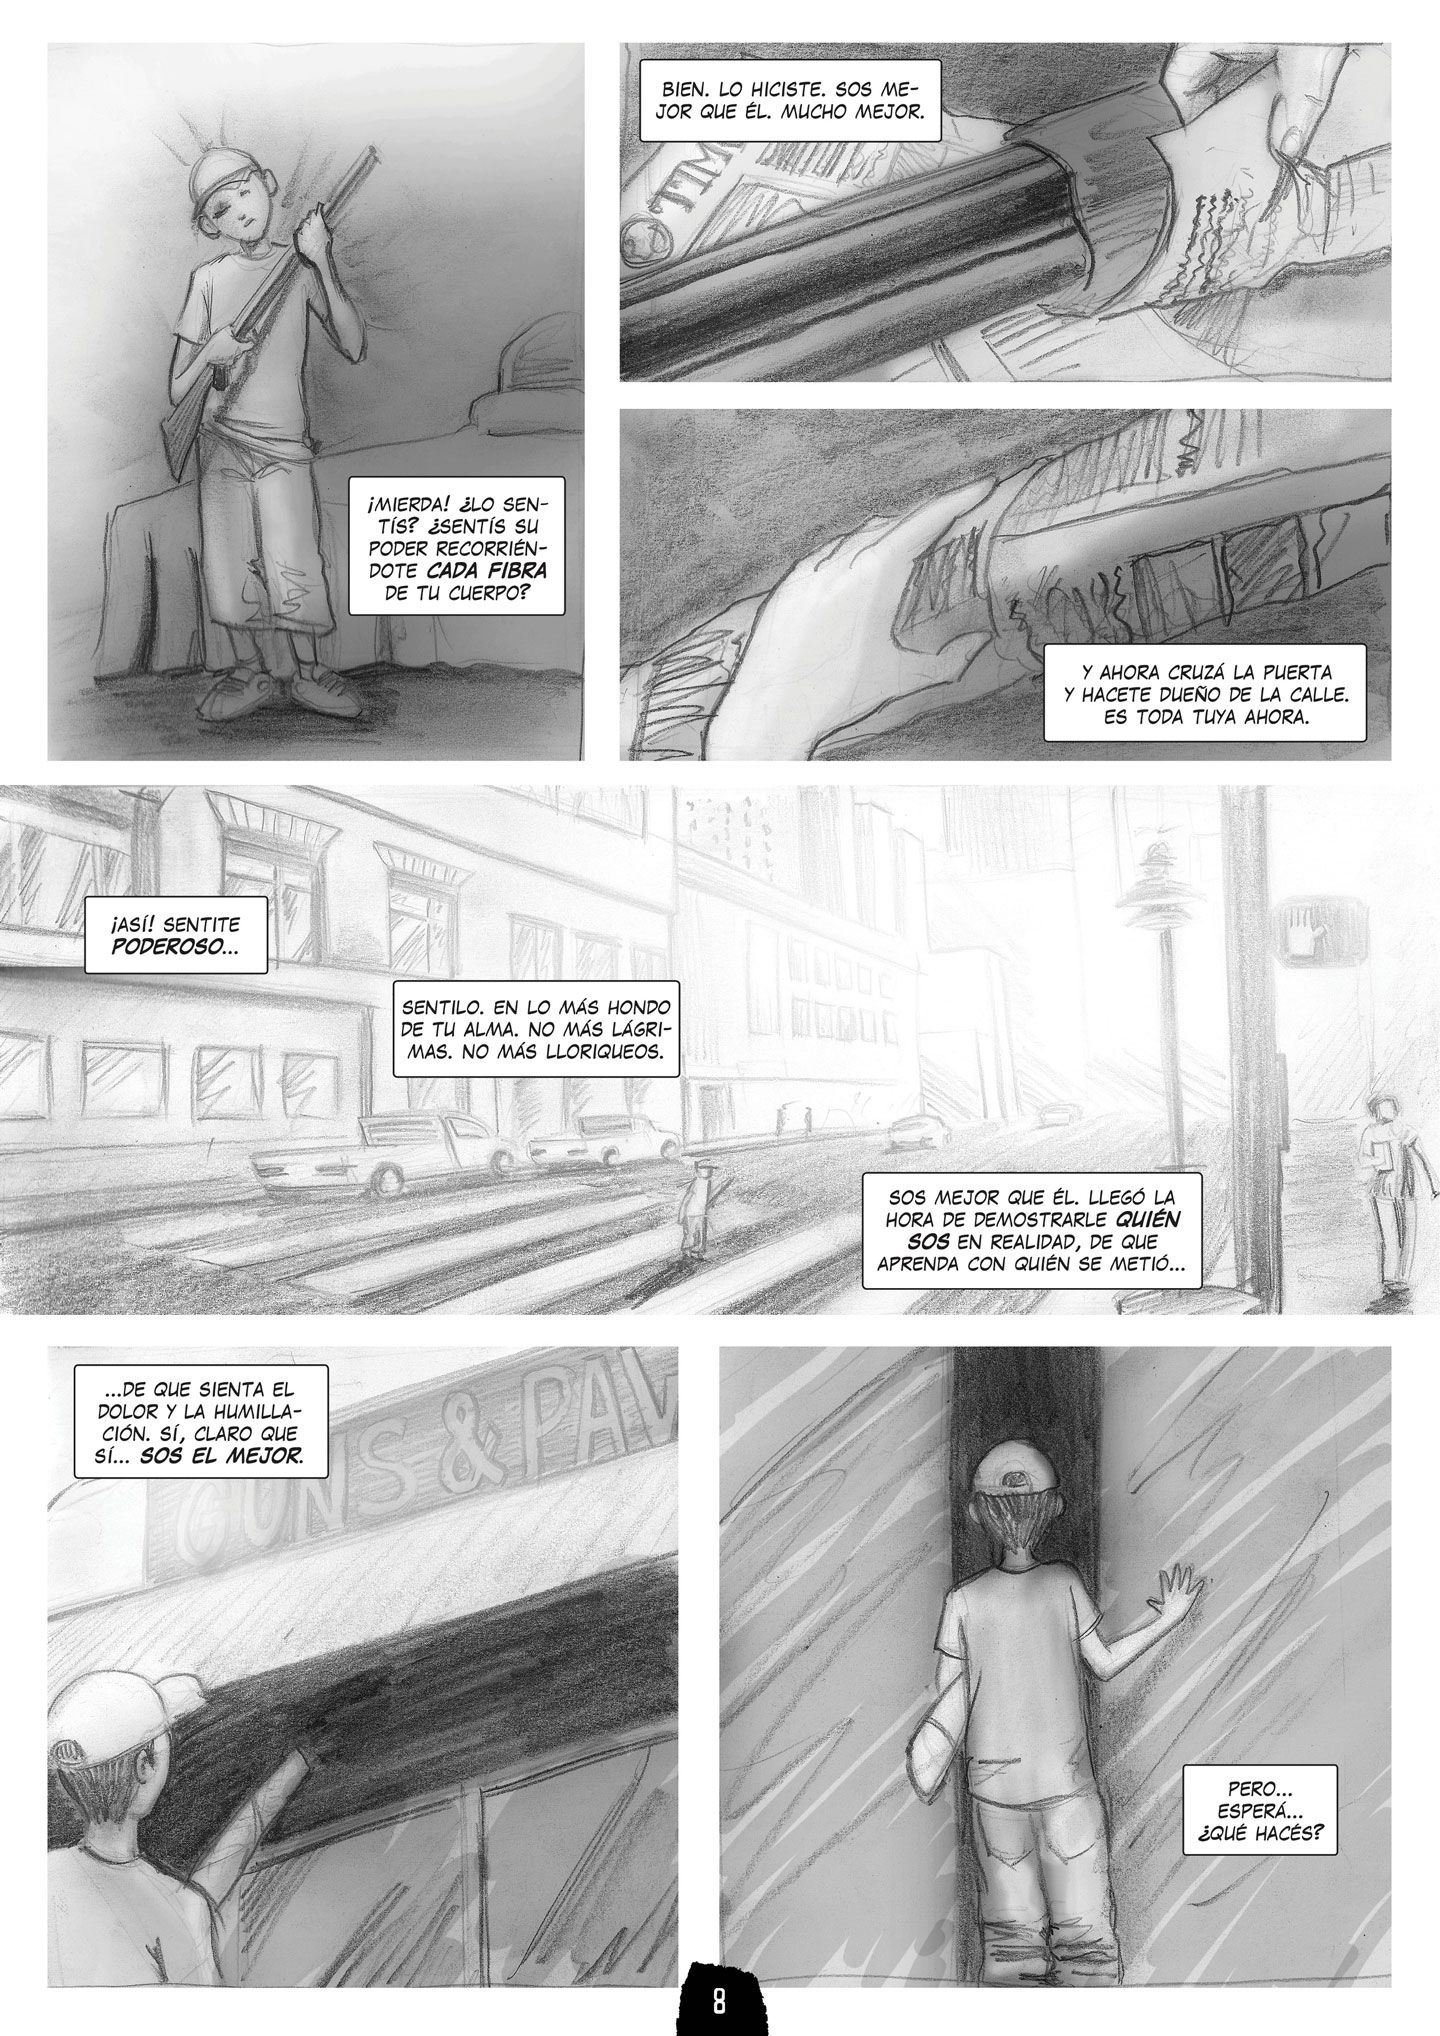 ¡MIERDA! ¿LO SEN-
TÍS? ¿SENTÍS SU
PODER RECORRIÉN-
DOTE CADA FIBRA
DE TU CUERPO?
BIEN. LO HICISTE. SOS ME-
JOR QUE ÉL. MUCHO MEJOR.
Y AHORA CRUZÁ LA PUERTA
Y HACETE DUEÑO DE LA CALLE.
ES TODA TUYA AHORA.
¡ASÍ! SENTITE
PODEROSO...
SENTILO. EN LO MÁS HONDO
DE TU ALMA. NO MÁS LÁGRI-
MAS. NO MÁS LLORIQUEOS.
SOS MEJOR QUE ÉL. LLEGÓ LA
HORA DE DEMOSTRARLE QUIÉN
SOS EN REALIDAD, DE QUE
APRENDA CON QUIÉN SE METIÓ...
...DE QUE SIENTA EL
DOLOR Y LA HUMILLA-
CIÓN. SÍ, CLARO QUE
SÍ... SOS EL MEJOR.
GUNS & PAW
PERO...
ESPERÁ...
¿QUÉ HACÉS?
8